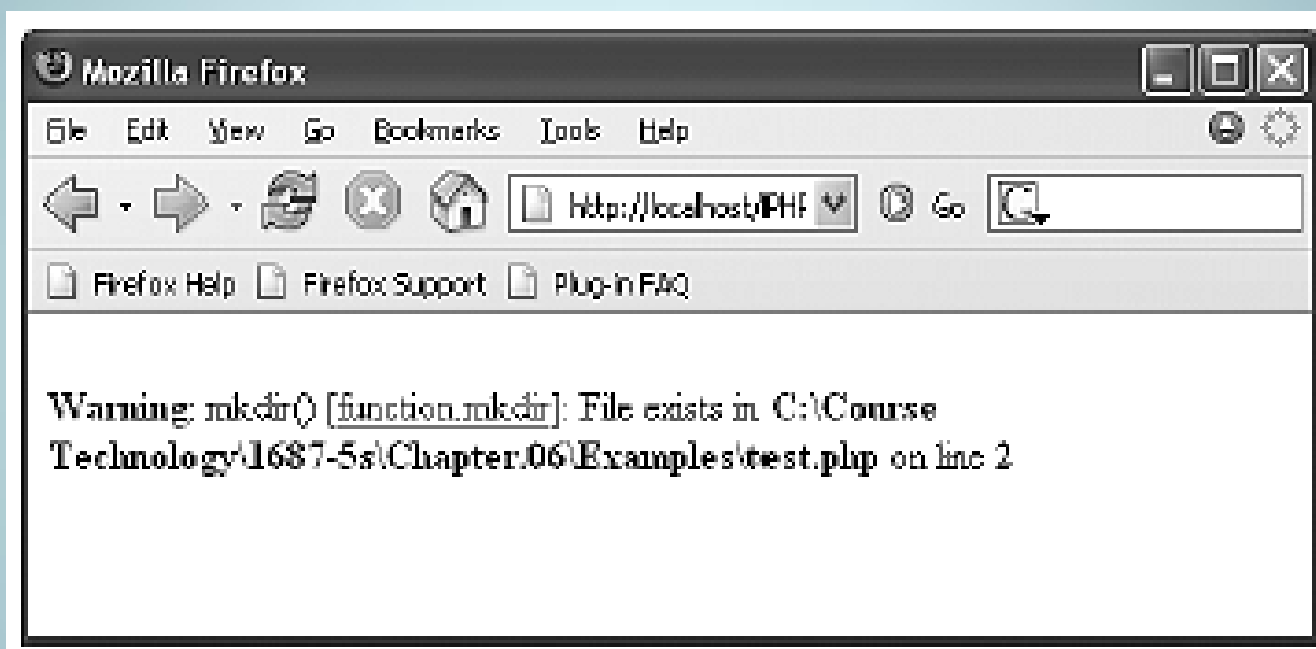 Mozilla Firefox
File Edit View Go Bookmarks Tools Help
http://localhost/PHP Go G
Firefox Help Firefox Support Plug-in FAQ
Warning: mkdir() [function.mkdir]: File exists in C:\Course
Technology\1687-5s\Chapter.06\Examples\test.php on line 2